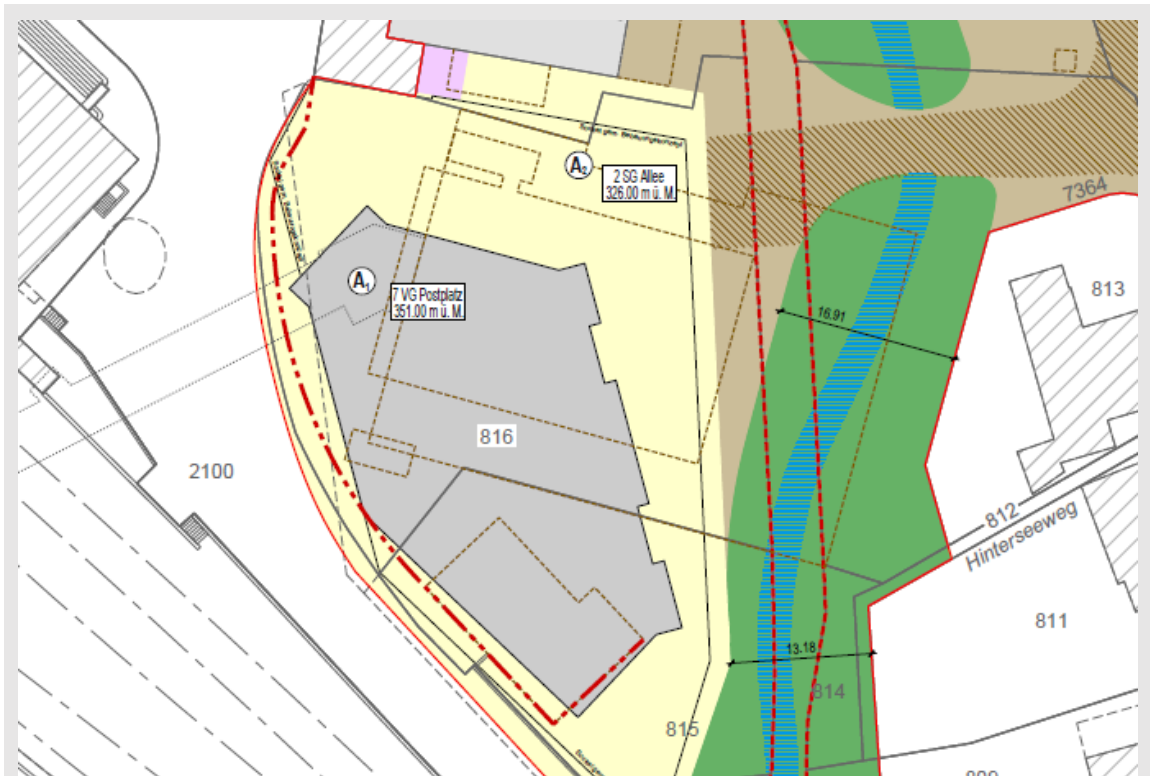 A2
2 SG Allee
326.00 m ü. M.
7364
A1
7 VG Postplatz
351.00 m ü. M.
813
16.91
816
2100
812
Hinterseeweg
811
13.18
814
815